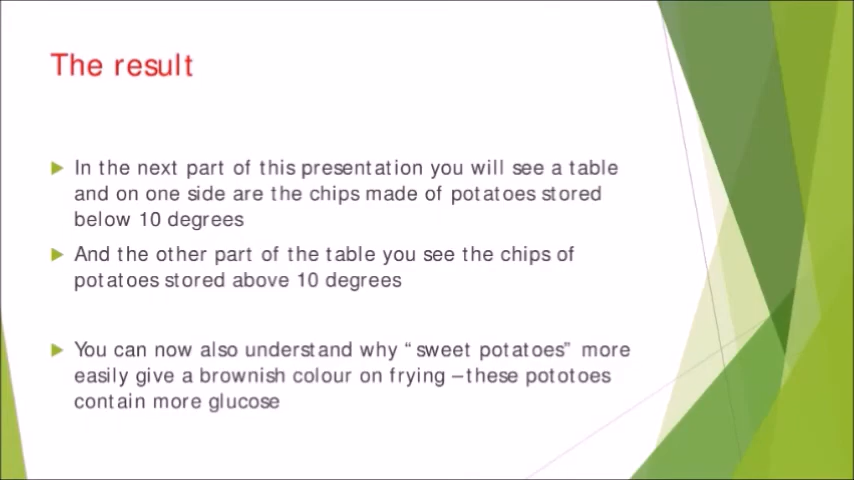 The result
In the next part of this presentation you will see a table
and on one side are the chips made of potatoes stored
below 10 degrees
And the other part of the table you see the chips of
potatoes stored above 10 degrees
You can now also understand why “sweet potatoes” more
easily give a brownish colour on frying –these pototoes
contain more glucose